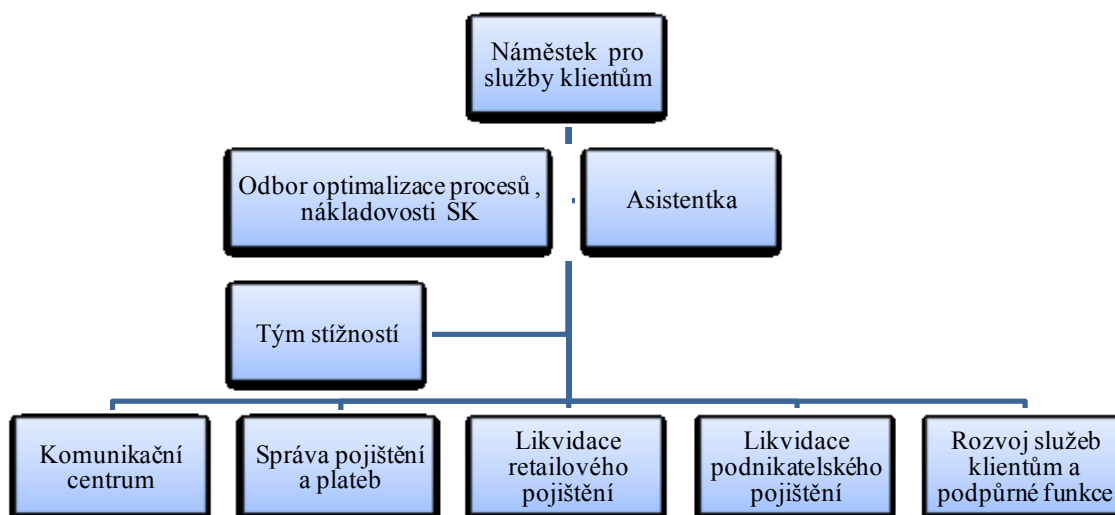 Náměstek pro
služby klientům
Odbor optimalizace procesů ,
nákladovosti SK
Asistentka
Tým stížností
Komunikační
centrum
Správa pojištění
a plateb
Likvidace
retailového
pojištění
Likvidace
podnikatelského
pojištění
Rozvoj služeb
klientům a
podpůrné funkce